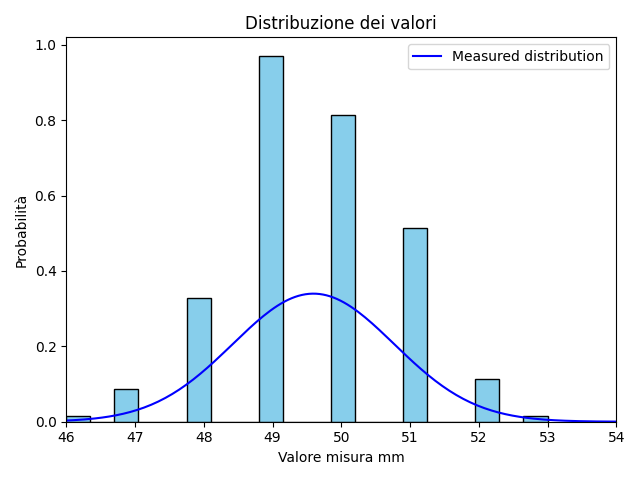 Distribuzione dei valori
Measured distribution
1.0
0.8
0.6
0.4
0.2
0.0
Probabilità
46 47 48 49 50 51 52 53 54
Valore misura mm